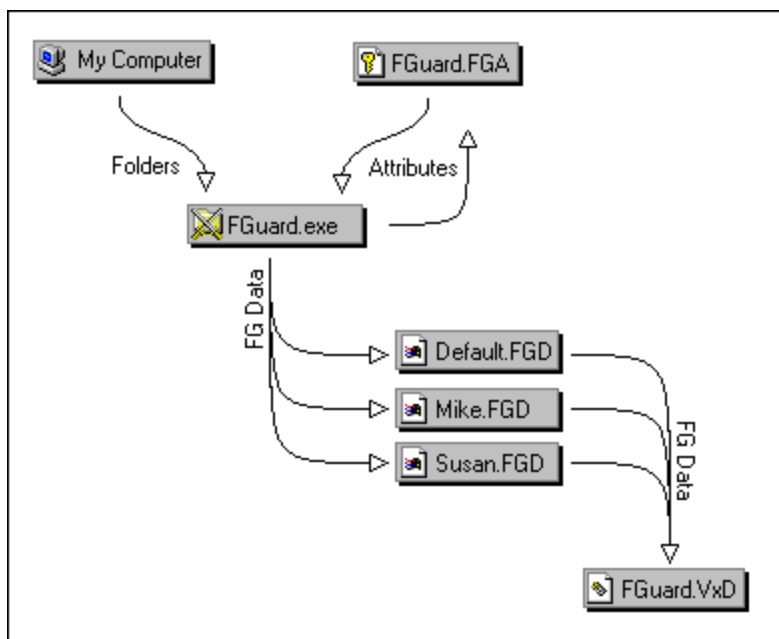 My Computer
FGuard.FGA
Folders
Attributes
FGuard.exe
FG Data
Default.FGD
Mike.FGD
Susan.FGD
FG Data
FGuard.VxD